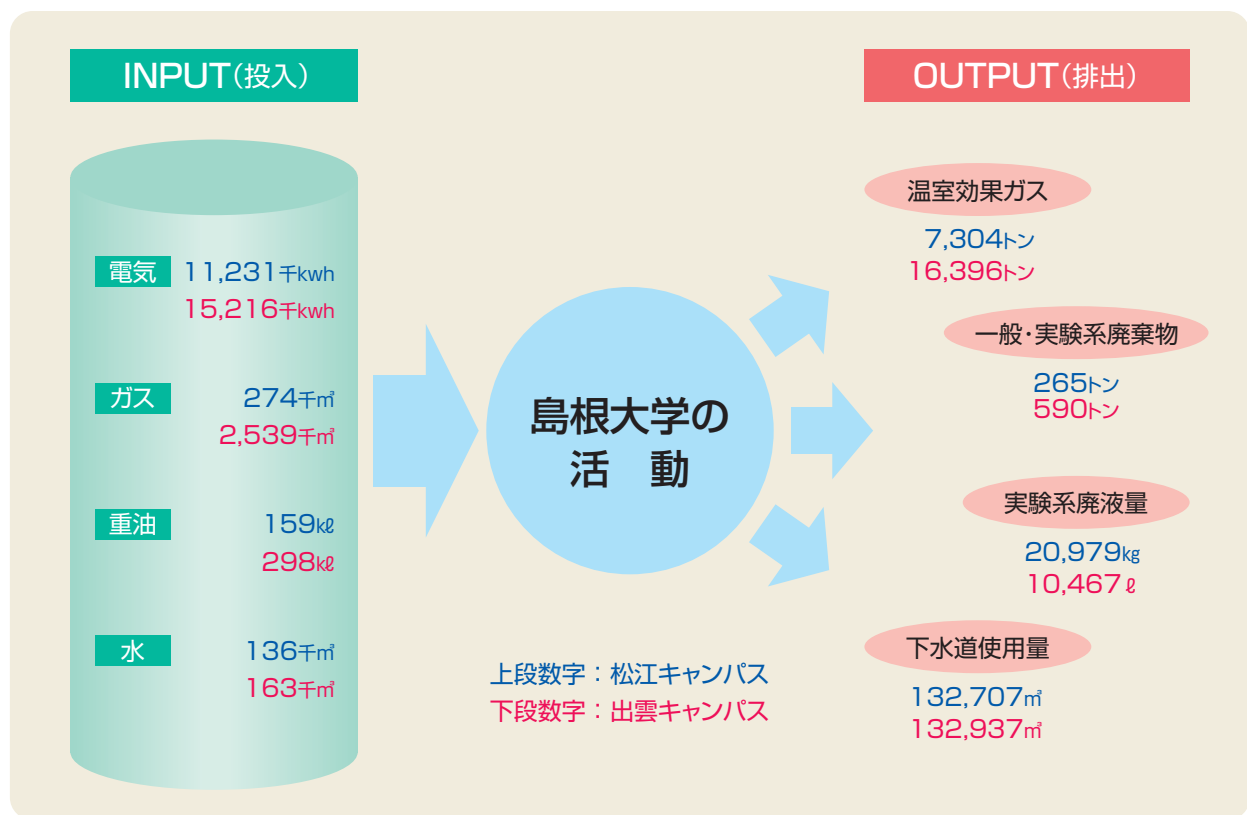 INPUT(投入)
電気 11,231千kwh
15,216千kwh
ガス 274千㎥
2,539千㎥
重油 159kℓ
298kℓ
水 136千㎥
163千㎥
島根大学の
活 動
上段数字：松江キャンパス
下段数字：出雲キャンパス
OUTPUT(排出)
温室効果ガス
7,304トン
16,396トン
一般・実験系廃棄物
265トン
590トン
実験系廃液量
20,979kg
10,467ℓ
下水道使用量
132,707㎥
132,937㎥